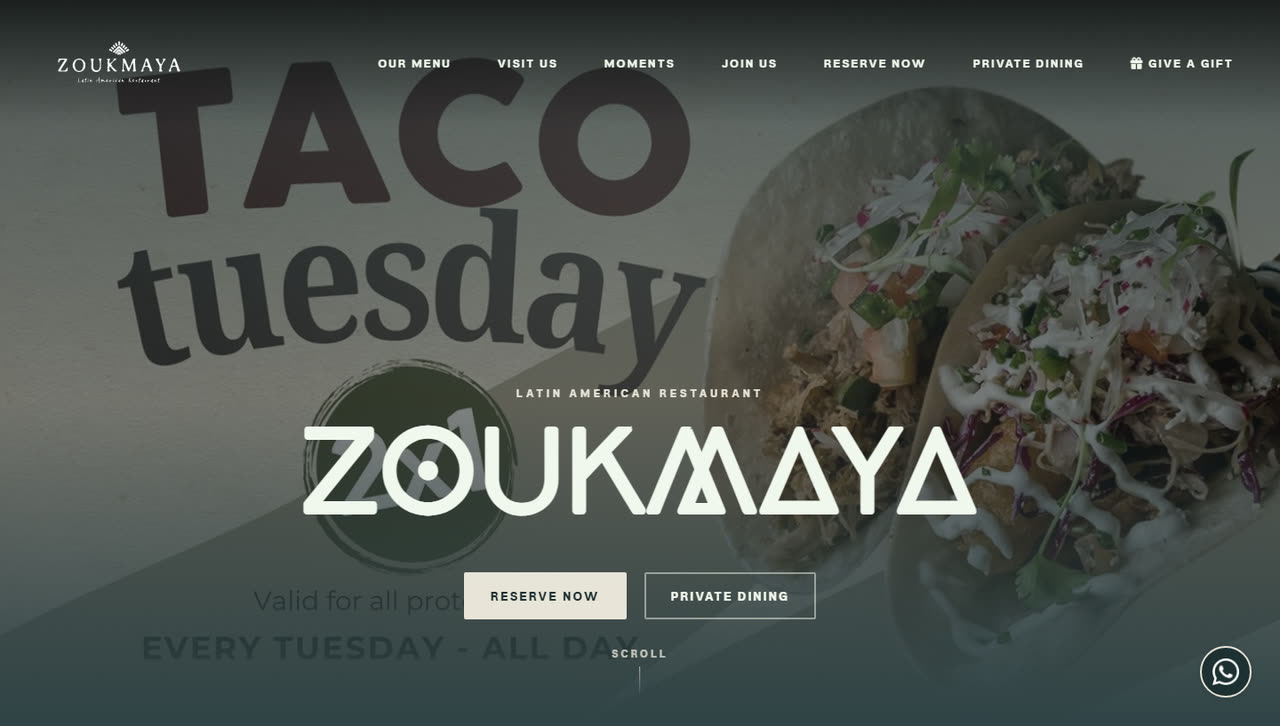 ZOUKMAYA
Latin American Restaurant
OUR MENU
VISIT US
MOMENTS
JOIN US
RESERVE NOW
PRIVATE DINING
GIVE A GIFT
TACO
tuesday
2x1
LATIN AMERICAN RESTAURANT
ZOUKMAYA
RESERVE NOW
PRIVATE DINING
Valid for all
EVERY TUESDAY - ALL DAY
SCROLL